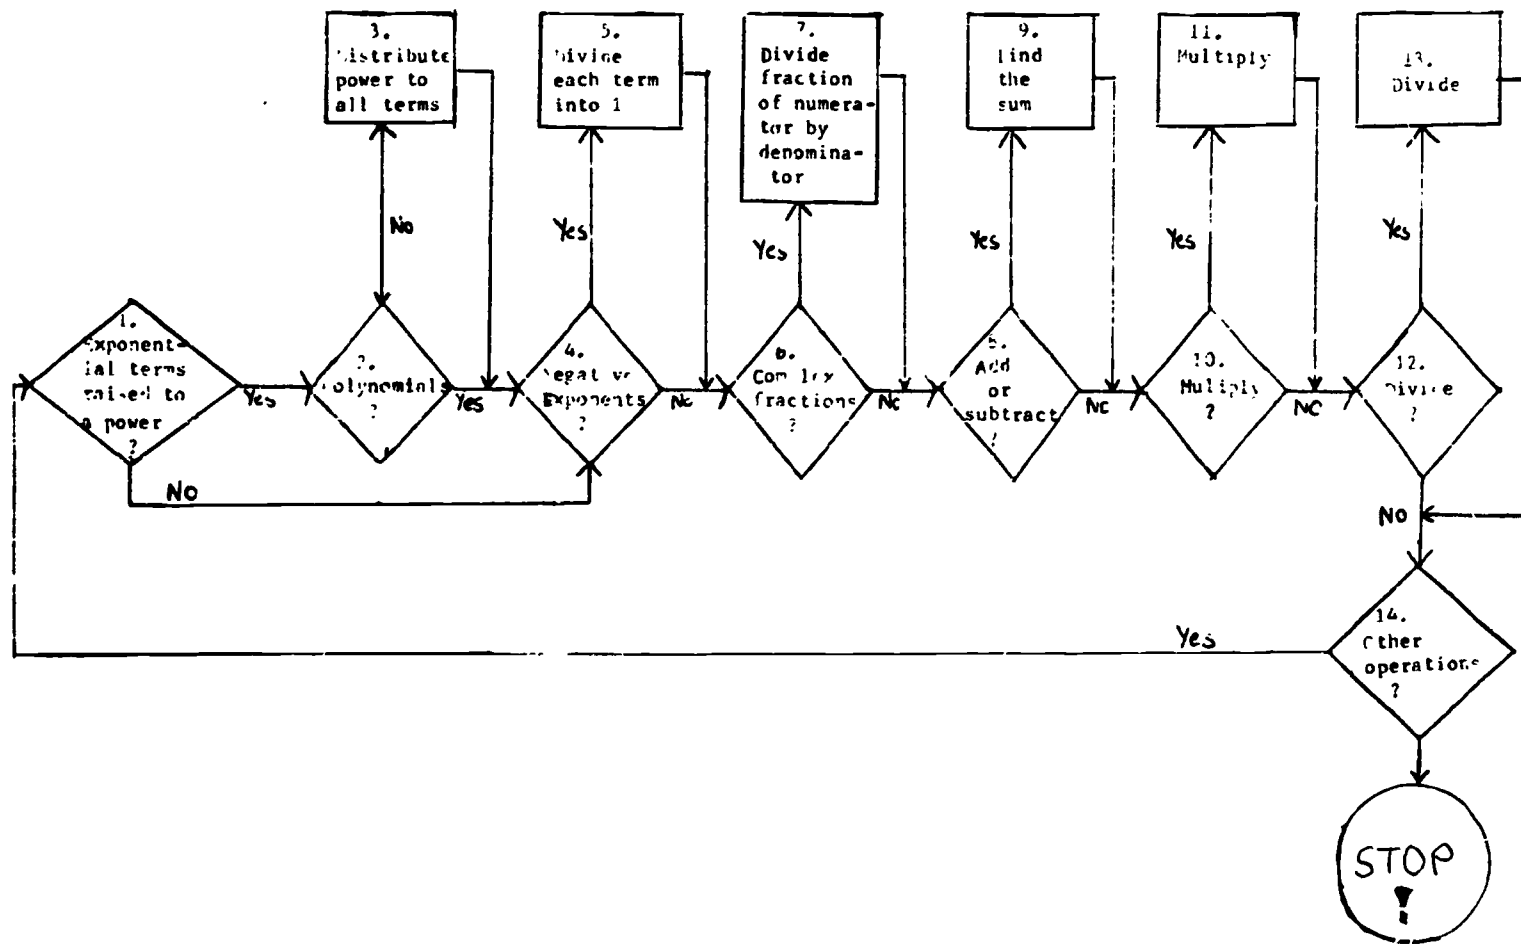 3.
Distribute
power to
all terms
5.
Divide
each term
into 1
7.
Divide
fraction
of numera-
tor by
denomina-
tor
9.
Find
the
sum
11.
Multiply
13.
Divide
No
Yes
Yes
Yes
Yes
Yes
1.
Exponent-
ial terms
raised to
a power
?
Yes
2.
Polynomials
?
Yes
4.
Negative
Exponents
?
No
6.
Complex
fractions
?
No
Add
or
subtract
?
No
10.
Muliply
?
No
12.
Divide
?
No
No
14.
Other
operations
?
Yes
STOP
!